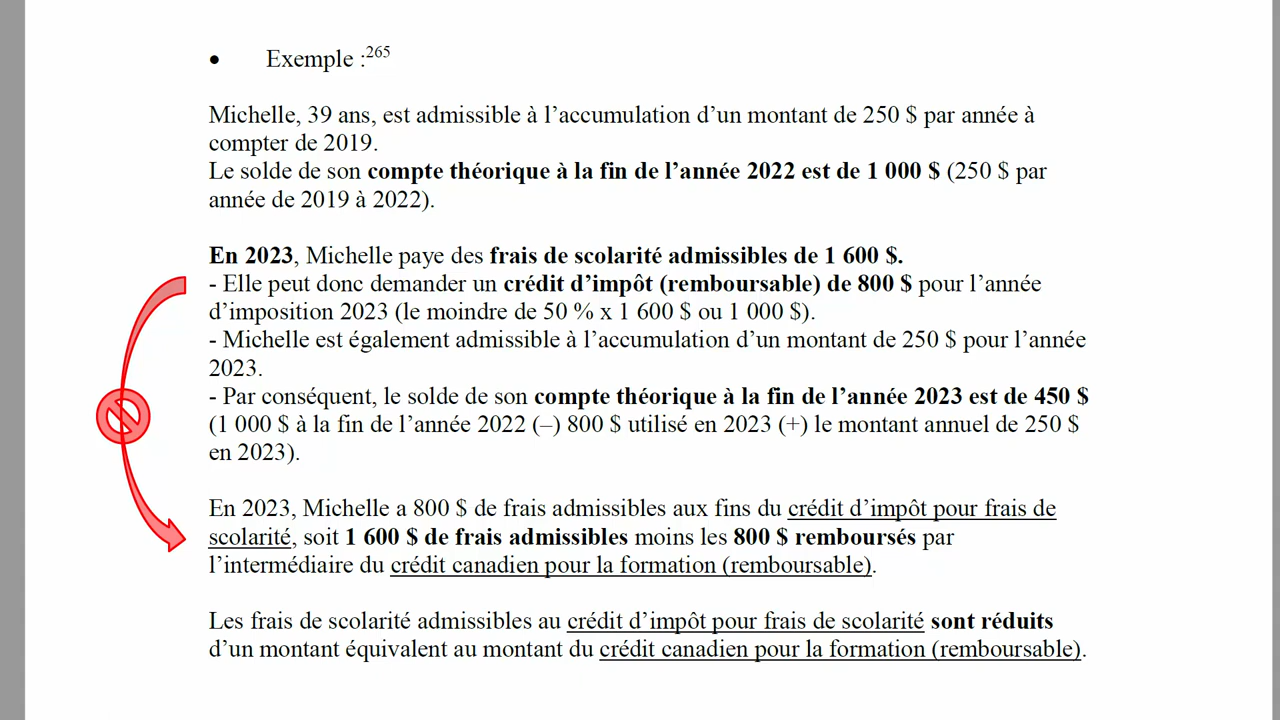 • Exemple :265
Michelle, 39 ans, est admissible à l’accumulation d’un montant de 250 $ par année à
compter de 2019.
Le solde de son compte théorique à la fin de l’année 2022 est de 1 000 $ (250 $ par
année de 2019 à 2022).
En 2023, Michelle paye des frais de scolarité admissibles de 1 600 $.
- Elle peut donc demander un crédit d’impôt (remboursable) de 800 $ pour l’année
d’imposition 2023 (le moindre de 50 % x 1 600 $ ou 1 000 $).
- Michelle est également admissible à l’accumulation d’un montant de 250 $ pour l’année
2023.
- Par conséquent, le solde de son compte théorique à la fin de l’année 2023 est de 450 $
(1 000 $ à la fin de l’année 2022 (–) 800 $ utilisé en 2023 (+) le montant annuel de 250 $
en 2023).
En 2023, Michelle a 800 $ de frais admissibles aux fins du crédit d’impôt pour frais de
scolarité, soit 1 600 $ de frais admissibles moins les 800 $ remboursés par
l’intermédiaire du crédit canadien pour la formation (remboursable).
Les frais de scolarité admissibles au crédit d’impôt pour frais de scolarité sont réduits
d’un montant équivalent au montant du crédit canadien pour la formation (remboursable).